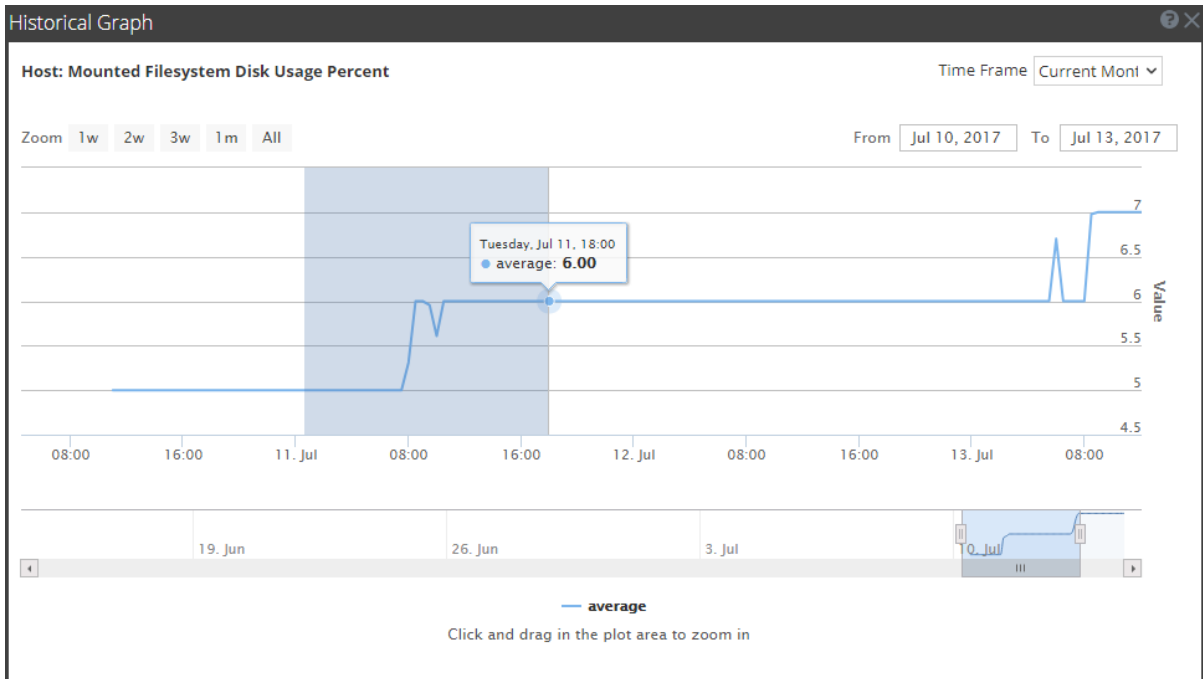 Historical Graph
Host: Mounted Filesystem Disk Usage Percent
Time Frame Current Mont
Zoom 1w 2w 3w 1m All
From Jul 10, 2017 To Jul 13, 2017
7
Tuesday, Jul 11, 18:00
average: 6.00
6.5
6
Value
5.5
5
4.5
08:00 16:00 11. Jul 08:00 16:00 12. Jul 08:00 16:00 13. Jul 08:00
19. Jun 26. Jun 3. Jul 10. Jul
average
Click and drag in the plot area to zoom in